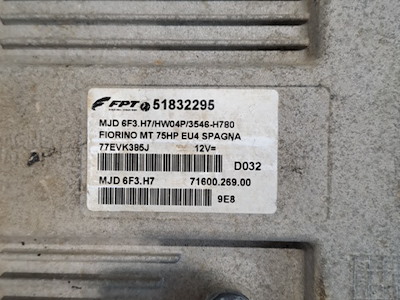 FPT 51832295
MJD 6F3.H7/HW04P/3546-H780
FIORINO MT 75HP EU4 SPAGNA
77EVK385J 12V=
D032
MJD 6F3.H7 71600.269.00
9E8